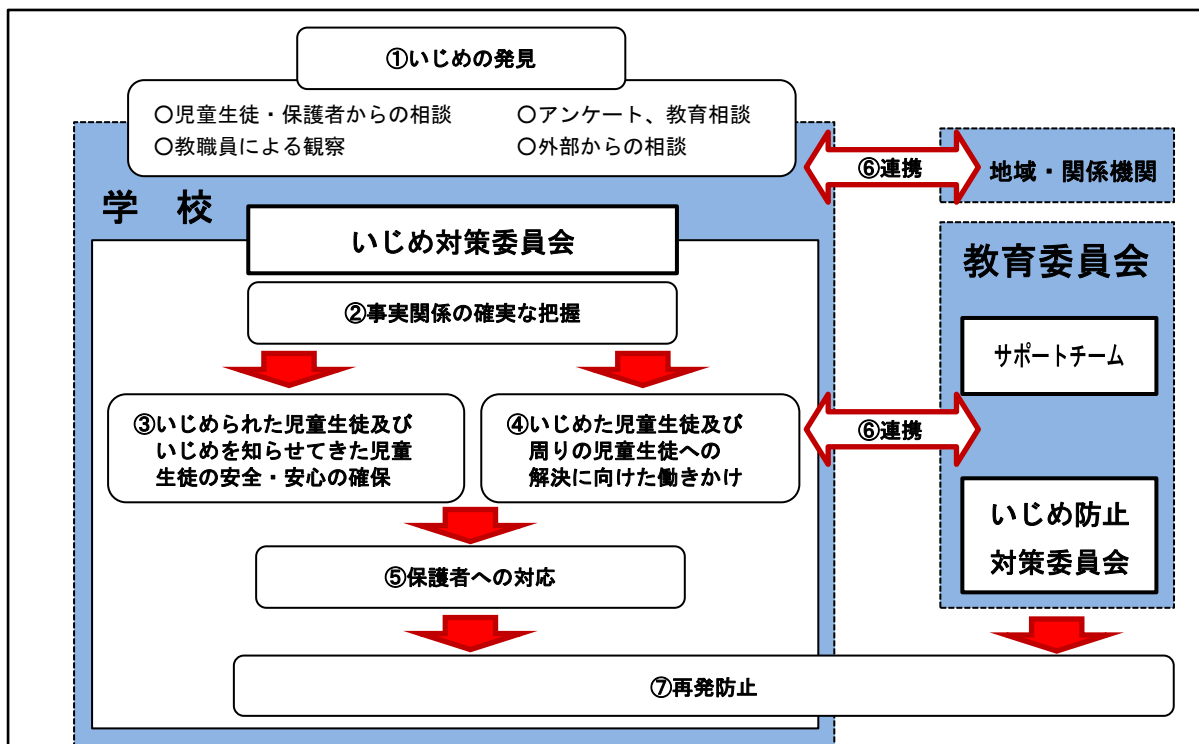 ①いじめの発見
○児童生徒・保護者からの相談
○アンケート、教育相談
○教職員による観察
○外部からの相談
⑥連携
地域・関係機関
学 校
いじめ対策委員会
②事実関係の確実な把握
③いじめられた児童生徒及び
いじめを知らせてきた児童
生徒の安全・安心の確保
④いじめた児童生徒及び
周りの児童生徒への
解決に向けた働きかけ
⑥連携
教育委員会
サポートチーム
いじめ防止
対策委員会
⑤保護者への対応
⑦再発防止